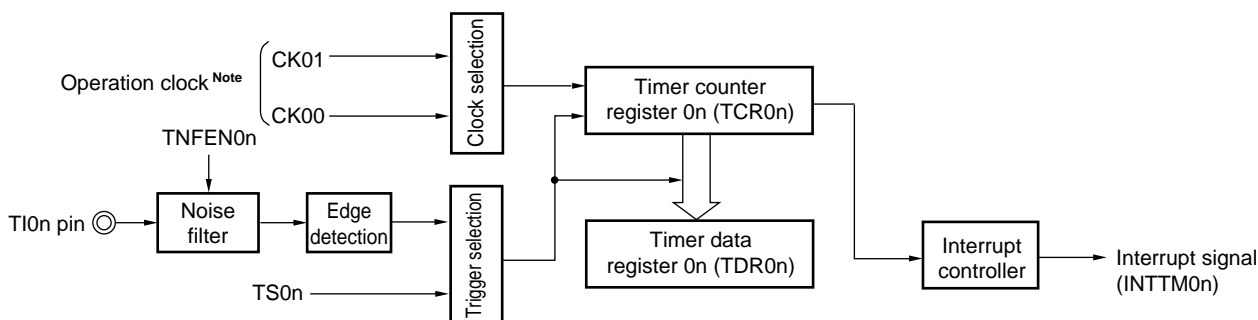 Operation clock Note
CK01
CK00
Clock selection
Timer counter
register 0n (TCR0n)
TNFEN0n
TI0n pin
Noise
filter
Edge
detection
TS0n
Trigger selection
Timer data
register 0n (TDR0n)
Interrupt
controller
Interrupt signal
(INTTM0n)